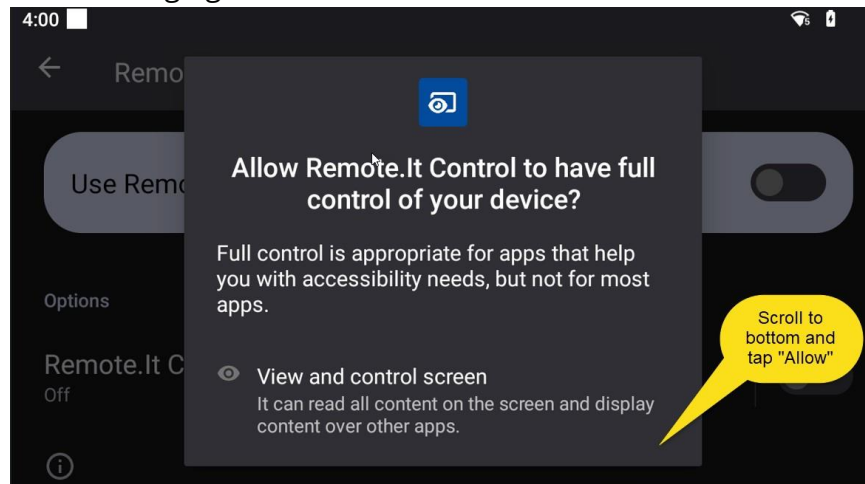 4:00
5
Remo
Allow Remote.It Control to have full
control of your device?
Use Remo
Full control is appropriate for apps that help
you with accessibility needs, but not for most
apps.
Options
Scroll to
bottom and
tap "Allow"
Remote.It C
Off
View and control screen
It can read all content on the screen and display
content over other apps.